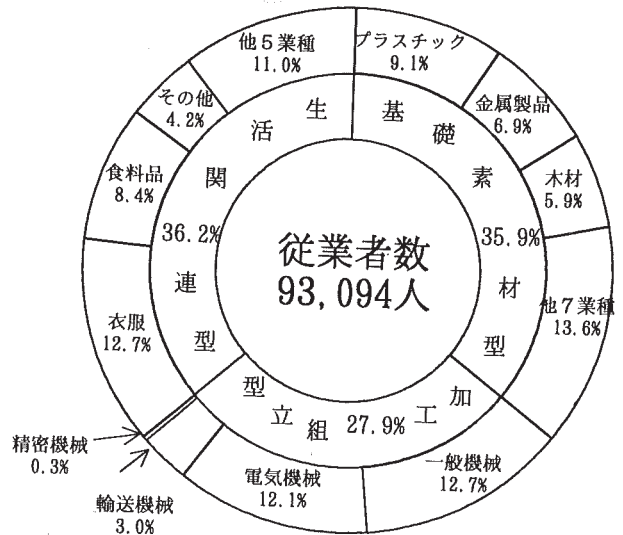 従業者数
93,094人
基礎素材型
35.9%
プラスチック
9.1%
金属製品
6.9%
木材
5.9%
他7業種
13.6%
加工組立型
27.9%
一般機械
12.7%
電気機械
12.1%
輸送機械
3.0%
精密機械
0.3%
生活関連型
36.2%
衣服
12.7%
食料品
8.4%
その他
4.2%
他5業種
11.0%